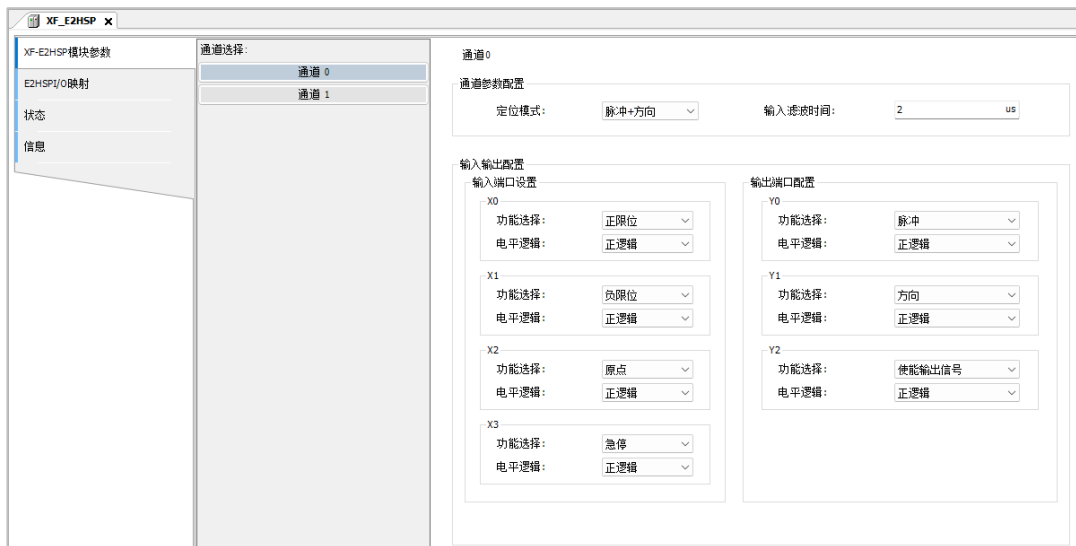 XF_E2HSP
XF-E2HSP模块参数
E2HSPI/O映射
状态
信息
通道选择:
通道 0
通道 1
通道0
通道参数配置
定位模式: 脉冲+方向 输入滤波时间: 2 us
输入输出配置
输入端口设置
X0
功能选择: 正限位
电平逻辑: 正逻辑
X1
功能选择: 负限位
电平逻辑: 正逻辑
X2
功能选择: 原点
电平逻辑: 正逻辑
X3
功能选择: 急停
电平逻辑: 正逻辑
输出端口配置
Y0
功能选择: 脉冲
电平逻辑: 正逻辑
Y1
功能选择: 方向
电平逻辑: 正逻辑
Y2
功能选择: 使能输出信号
电平逻辑: 正逻辑